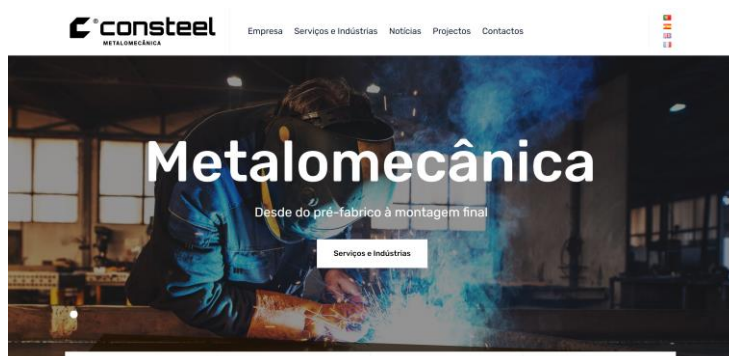 consteel
METALOMECÂNICA
Empresa Serviços e Indústrias Notícias Projectos Contactos
Metalomecânica
Desde do pré-fabrico à montagem final
Serviços e Indústrias